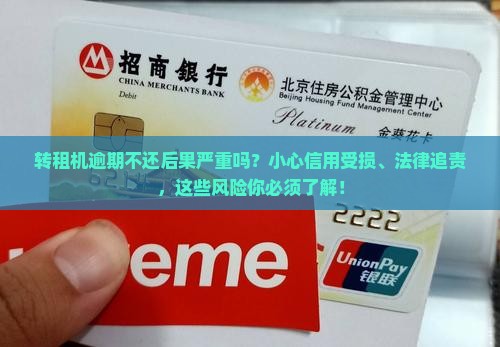 招商银行
CHINA MERCHANTS BANK
Debit
北京住房公积金管理中心
Beijing Housing Fund Management Center
Platinum
金葵花卡
转租机逾期不还后果严重吗？小心信用受损、法律追责
，这些风险你必须了解！
2222
UnionPay
银联
eme